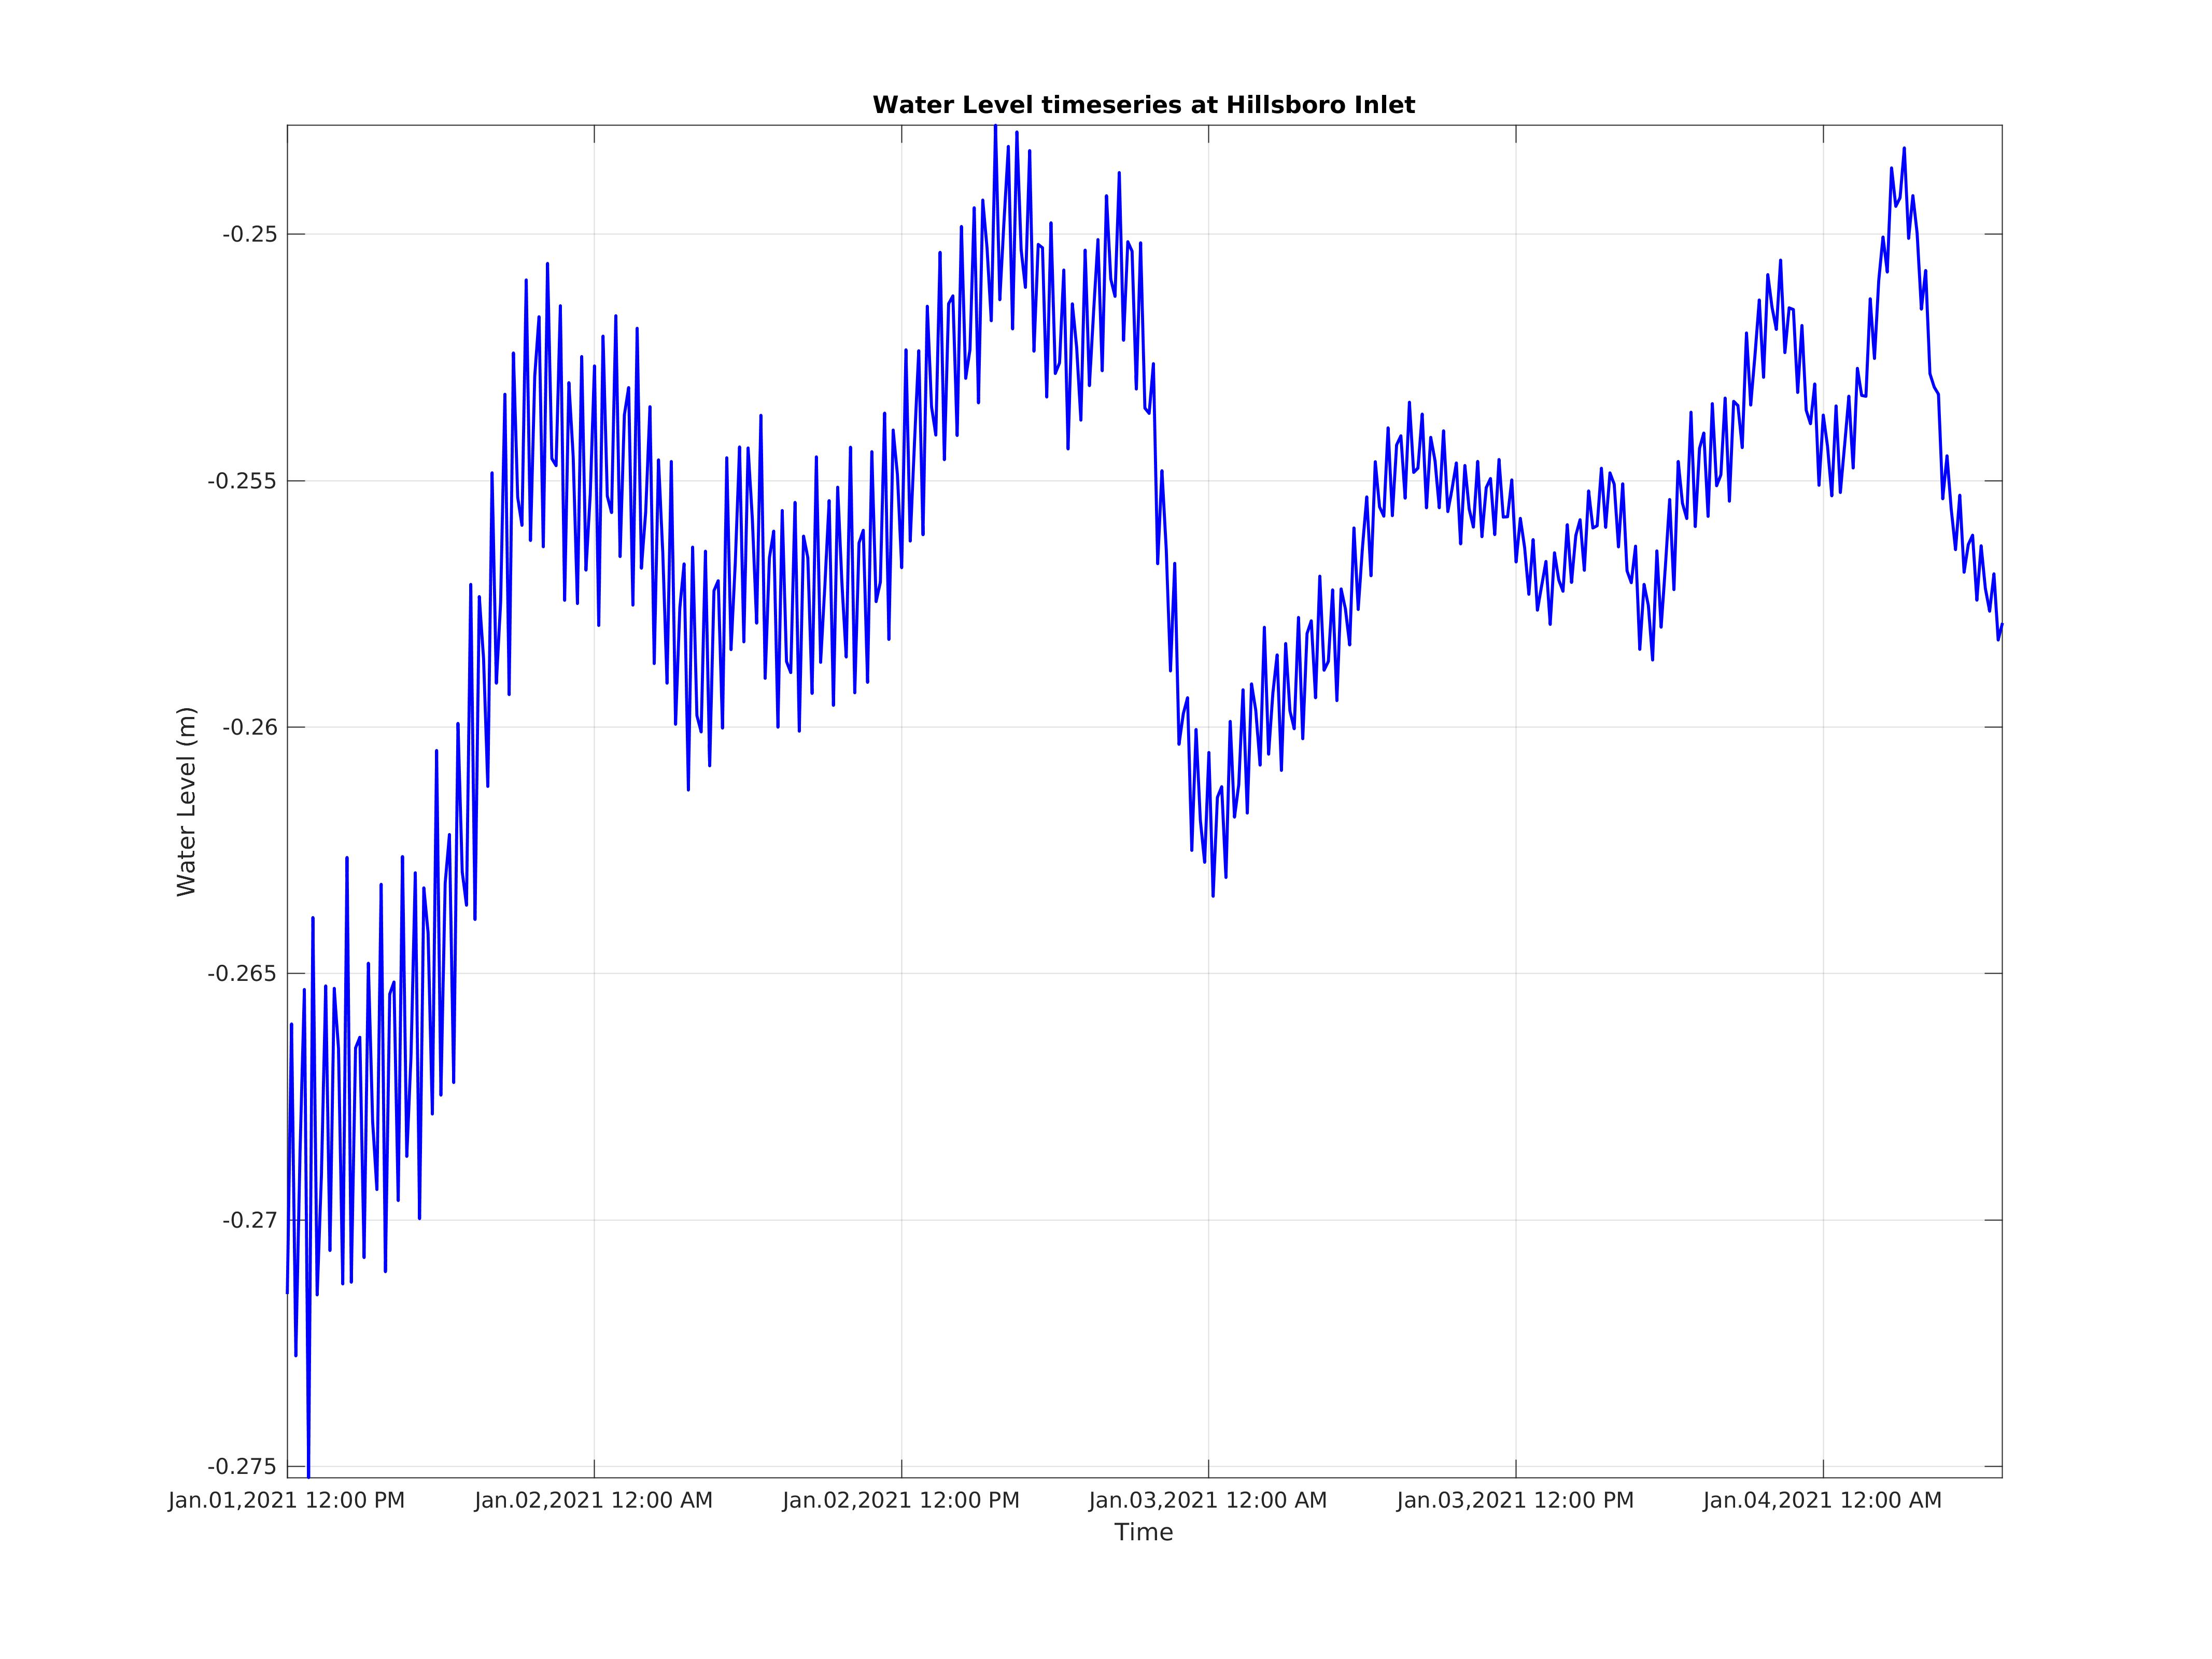 Water Level timeseries at Hillsboro Inlet
-0.25
-0.255
-0.26
-0.265
-0.27
-0.275
Water Level (m)
Jan.01,2021 12:00 PM
Jan.02,2021 12:00 AM
Jan.02,2021 12:00 PM
Jan.03,2021 12:00 AM
Jan.03,2021 12:00 PM
Jan.04,2021 12:00 AM
Time